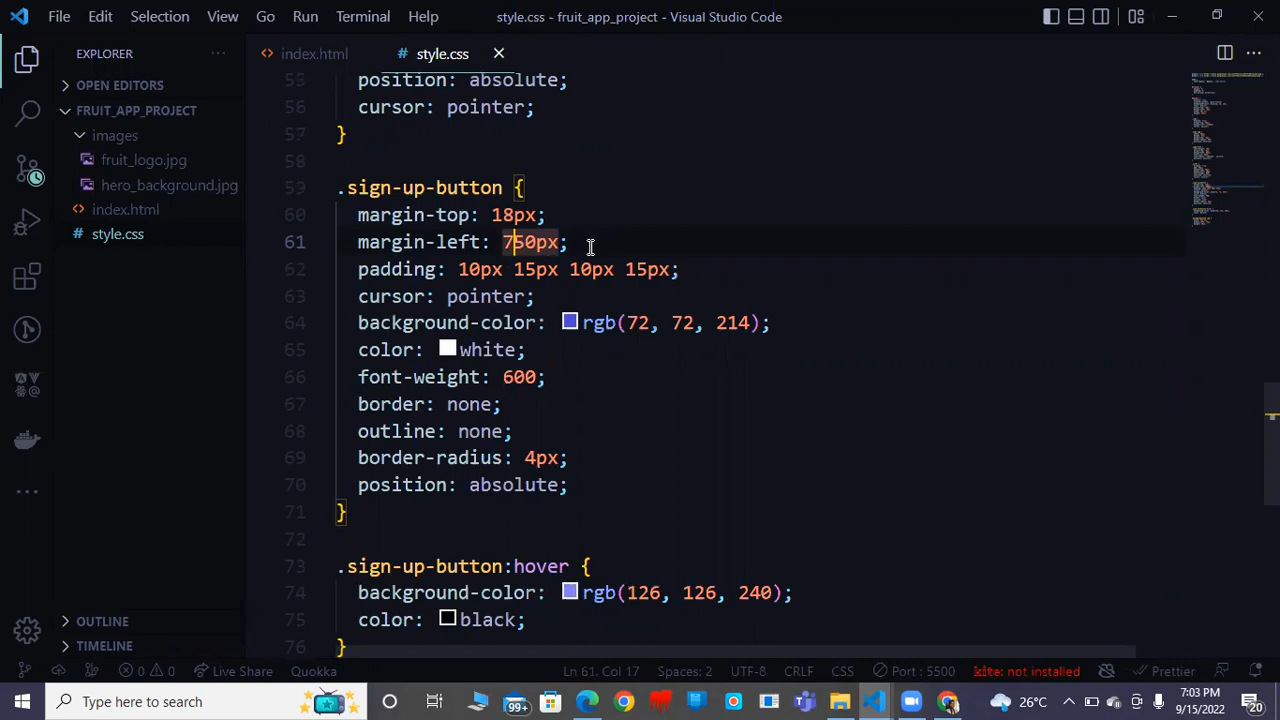 File Edit Selection View Go Run Terminal Help style.css - fruit_app_project - Visual Studio Code
EXPLORER
OPEN EDITORS
FRUIT_APP_PROJECT
images
fruit_logo.jpg
hero_background.jpg
index.html
style.css
OUTLINE
TIMELINE
index.html # style.css
55 position: absolute;
56 cursor: pointer;
57 }
58
59 .sign-up-button {
60 margin-top: 18px;
61 margin-left: 750px;
62 padding: 10px 15px 10px 15px;
63 cursor: pointer;
64 background-color: rgb(72, 72, 214);
65 color: white;
66 font-weight: 600;
67 border: none;
68 outline: none;
69 border-radius: 4px;
70 position: absolute;
71 }
72
73 .sign-up-button:hover {
74 background-color: rgb(126, 126, 240);
75 color: black;
76 }
0 0 Live Share Quokka Ln 61, Col 17 Spaces: 2 UTF-8 CRLF CSS Port : 5500 kite: not installed Prettier
Type here to search 99+ 26°C 7:03 PM
9/15/2022 20